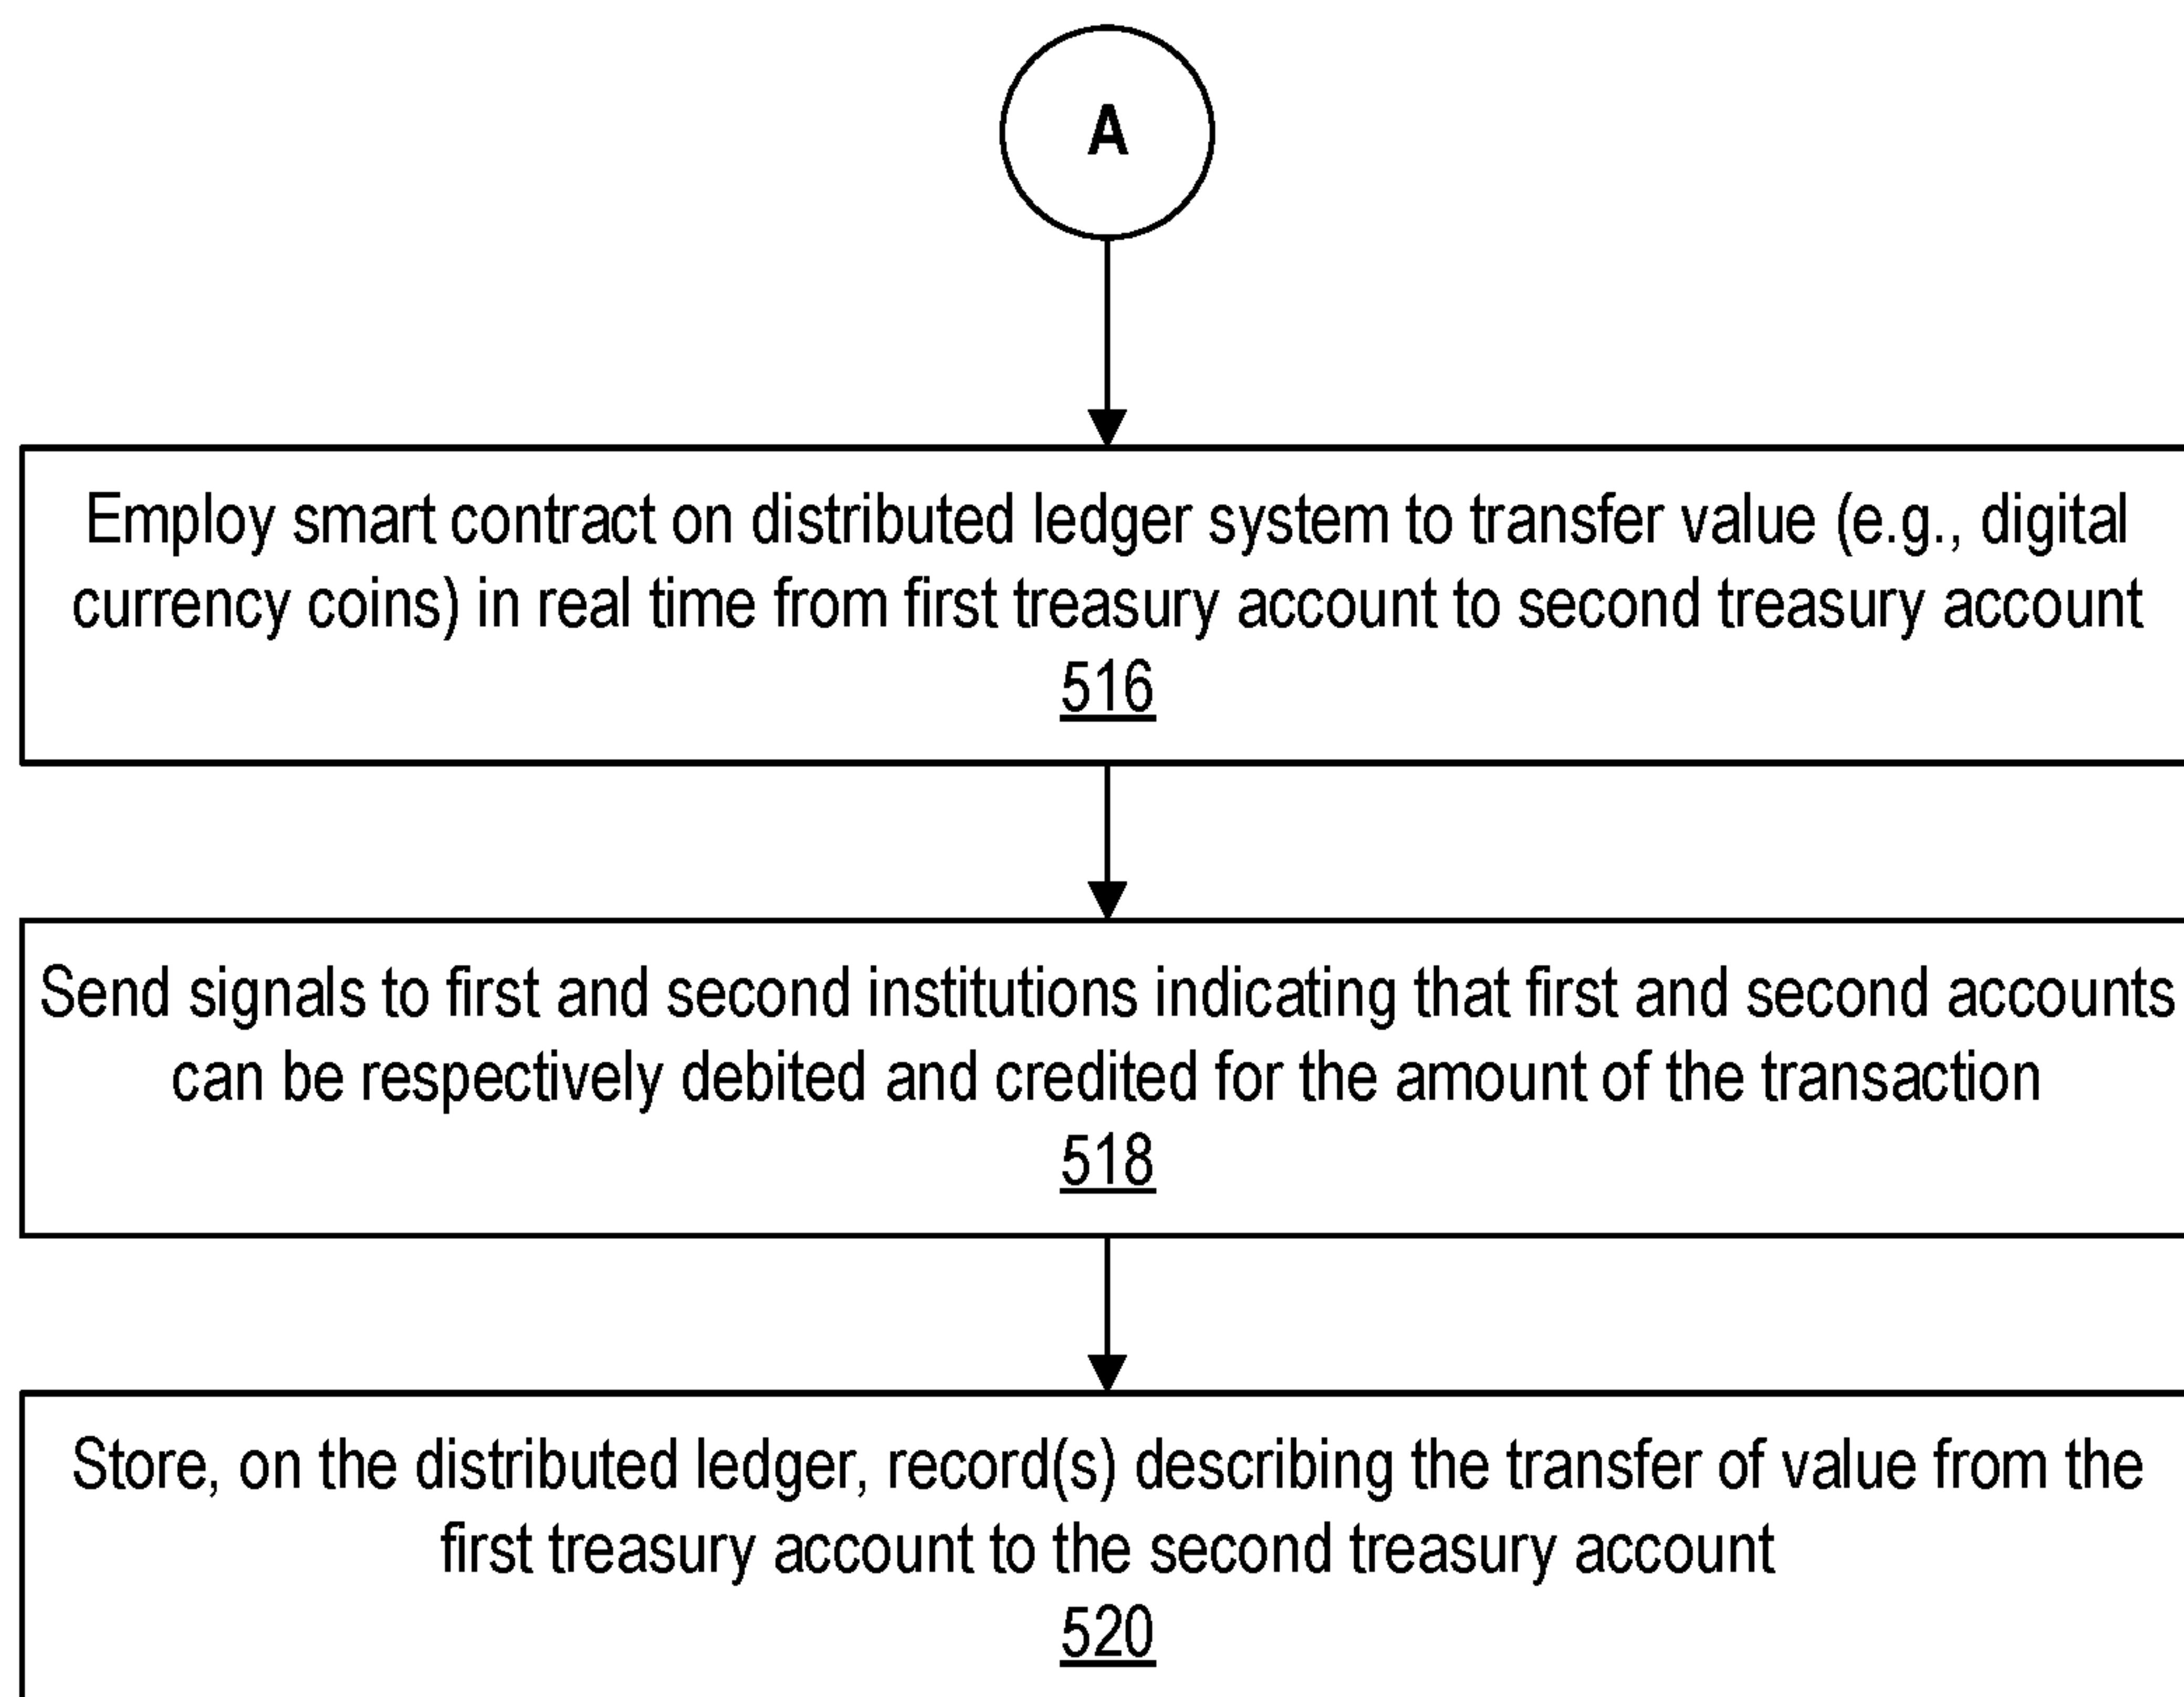 A
Employ smart contract on distributed ledger system to transfer value (e.g., digital
currency coins) in real time from first treasury account to second treasury account
516
Send signals to first and second institutions indicating that first and second accounts
can be respectively debited and credited for the amount of the transaction
518
Store, on the distributed ledger, record(s) describing the transfer of value from the
first treasury account to the second treasury account
520